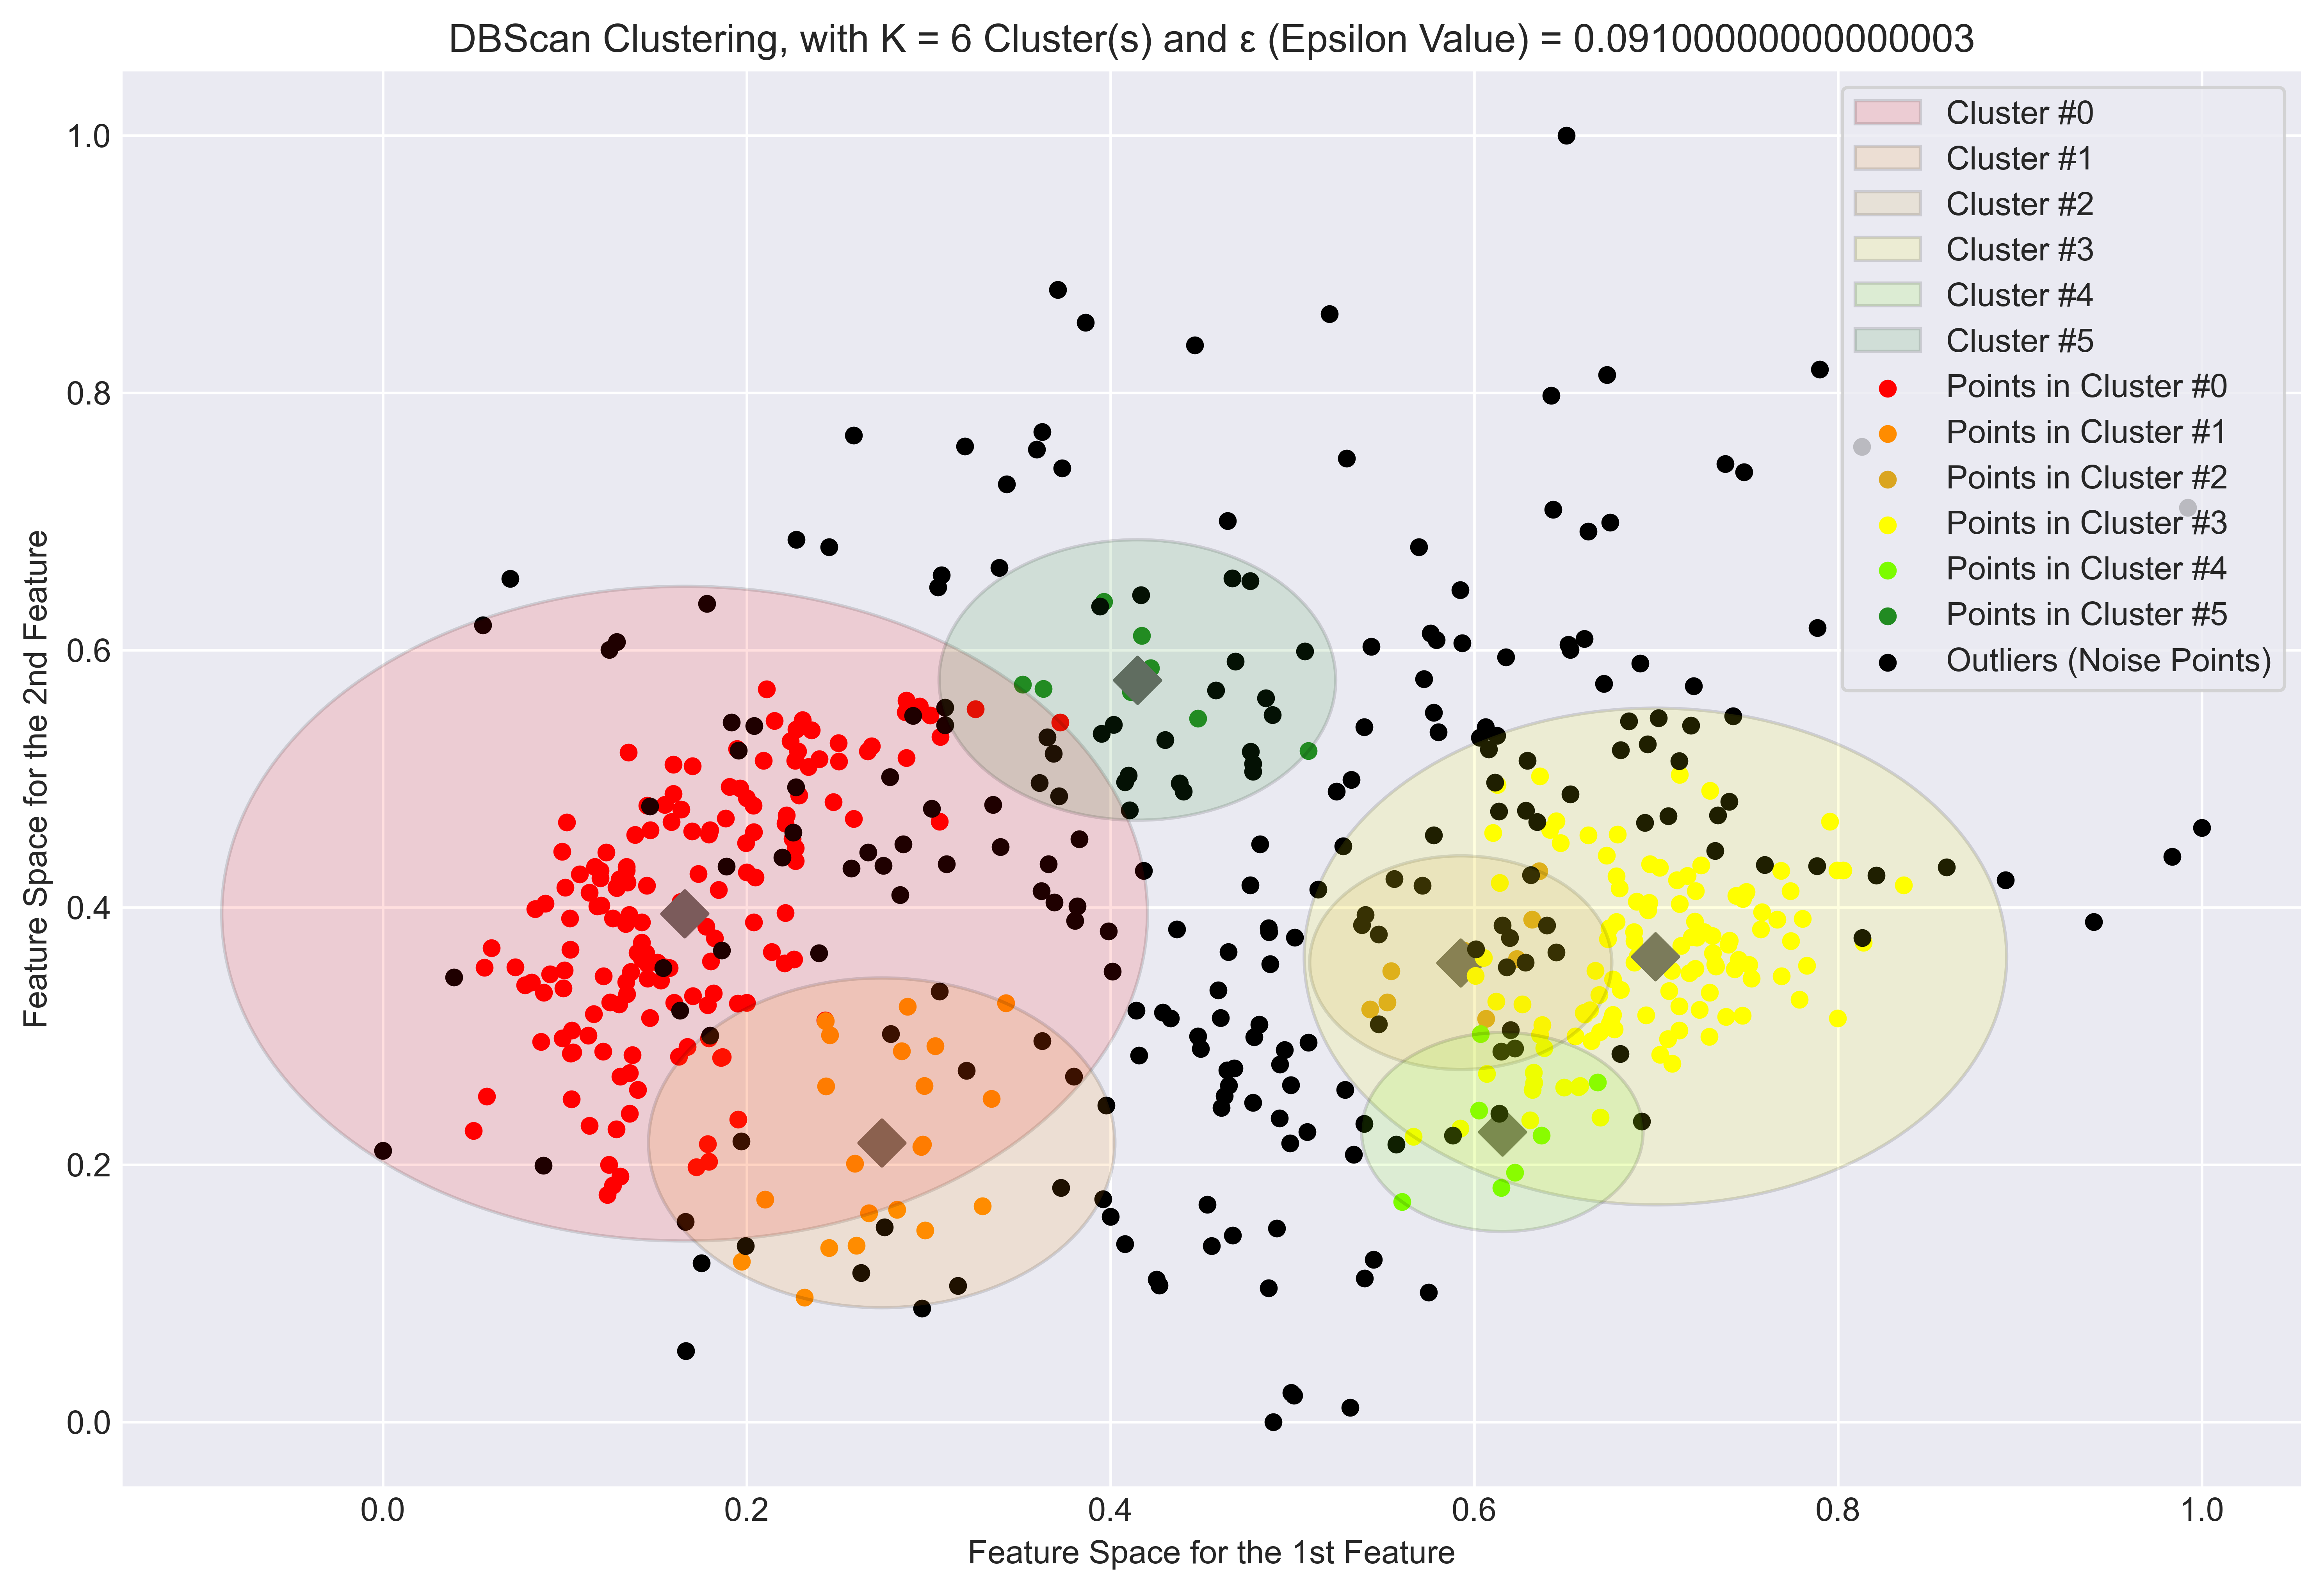 DBScan Clustering, with K = 6 Cluster(s) and ε (Epsilon Value) = 0.09100000000000003
Cluster #0
Cluster #1
Cluster #2
Cluster #3
Cluster #4
Cluster #5
Points in Cluster #0
Points in Cluster #1
Points in Cluster #2
Points in Cluster #3
Points in Cluster #4
Points in Cluster #5
Outliers (Noise Points)
Feature Space for the 2nd Feature
1.0
0.8
0.6
0.4
0.2
0.0
0.0 0.2 0.4 0.6 0.8 1.0
Feature Space for the 1st Feature